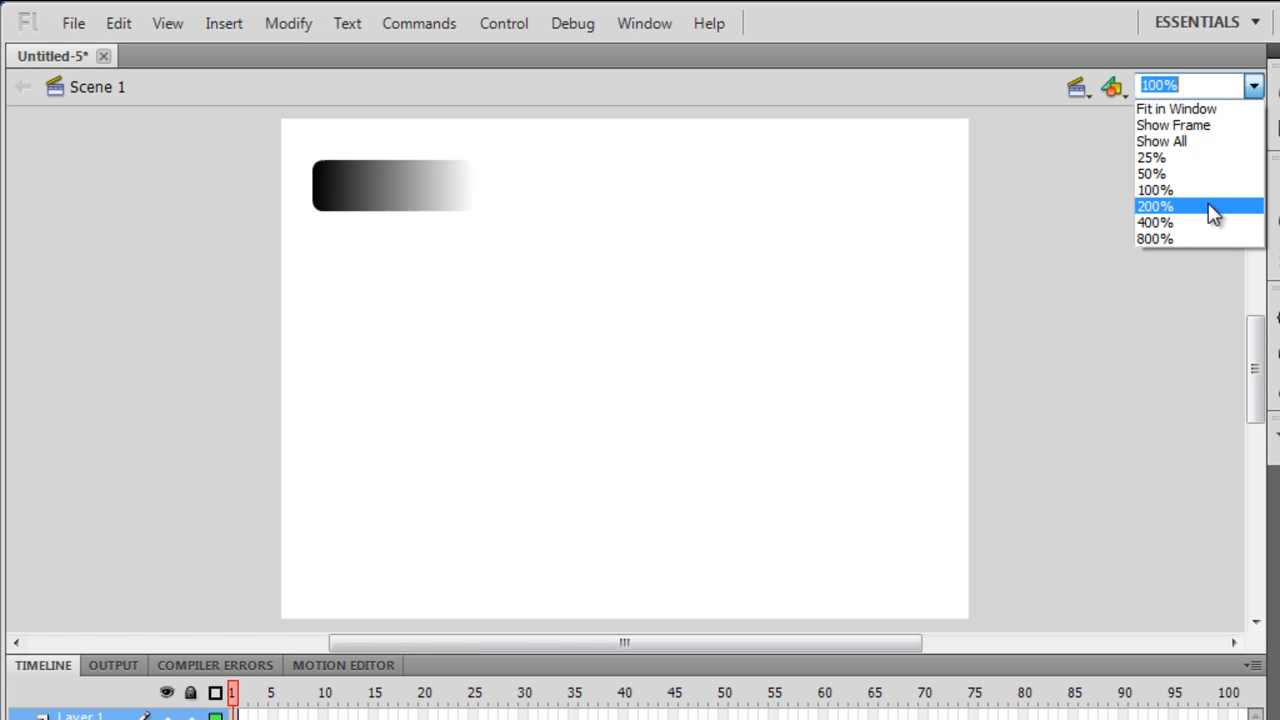 Fl File Edit View Insert Modify Text Commands Control Debug Window Help ESSENTIALS
Untitled-5*
Scene 1 100%
Fit in Window
Show Frame
Show All
25%
50%
100%
200%
400%
800%
TIMELINE OUTPUT COMPILER ERRORS MOTION EDITOR
1 5 10 15 20 25 30 35 40 45 50 55 60 65 70 75 80 85 90 95 100
Layer 1